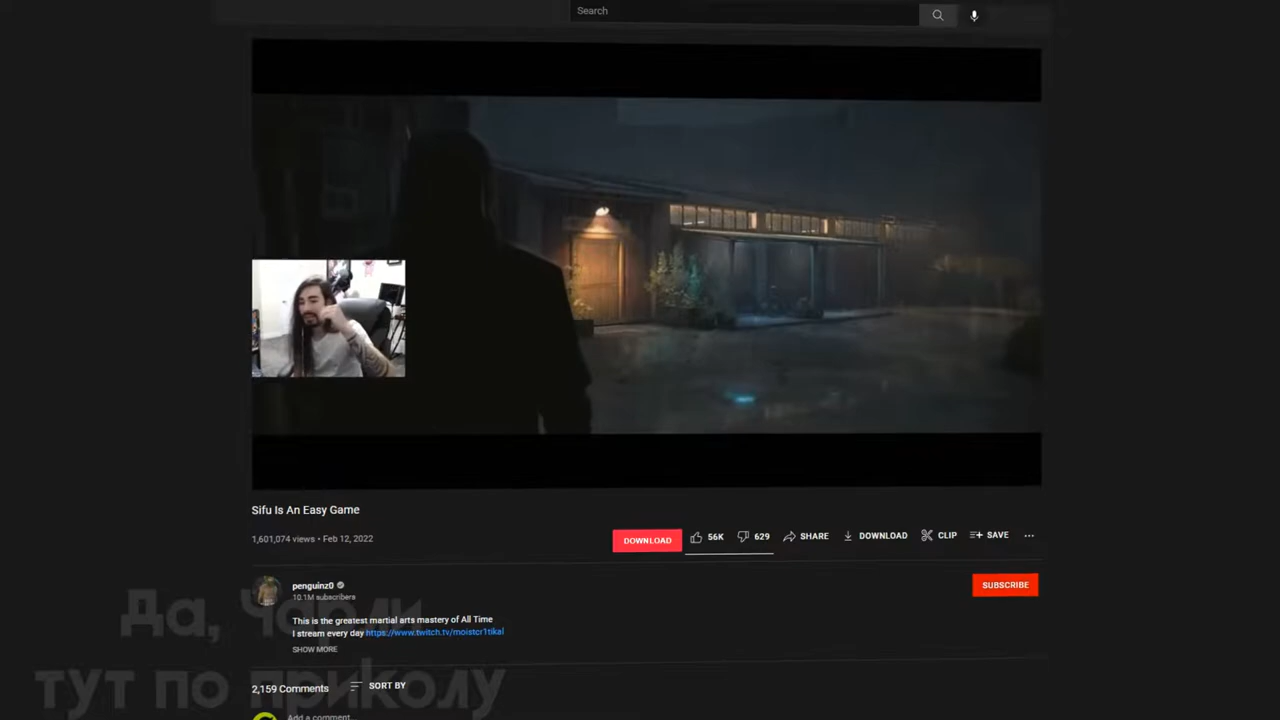 Search
Sifu Is An Easy Game
1,601,074 views • Feb 12, 2022
DOWNLOAD
56K
629
SHARE
DOWNLOAD
CLIP
SAVE
penguinz0
10.1M subscribers
SUBSCRIBE
This is the greatest martial arts mastery of All Time
I stream every day https://www.twitch.tv/moistcr1tikal
SHOW MORE
Да, Чарли
тут по приколу
2,159 Comments
SORT BY
Add a comment...